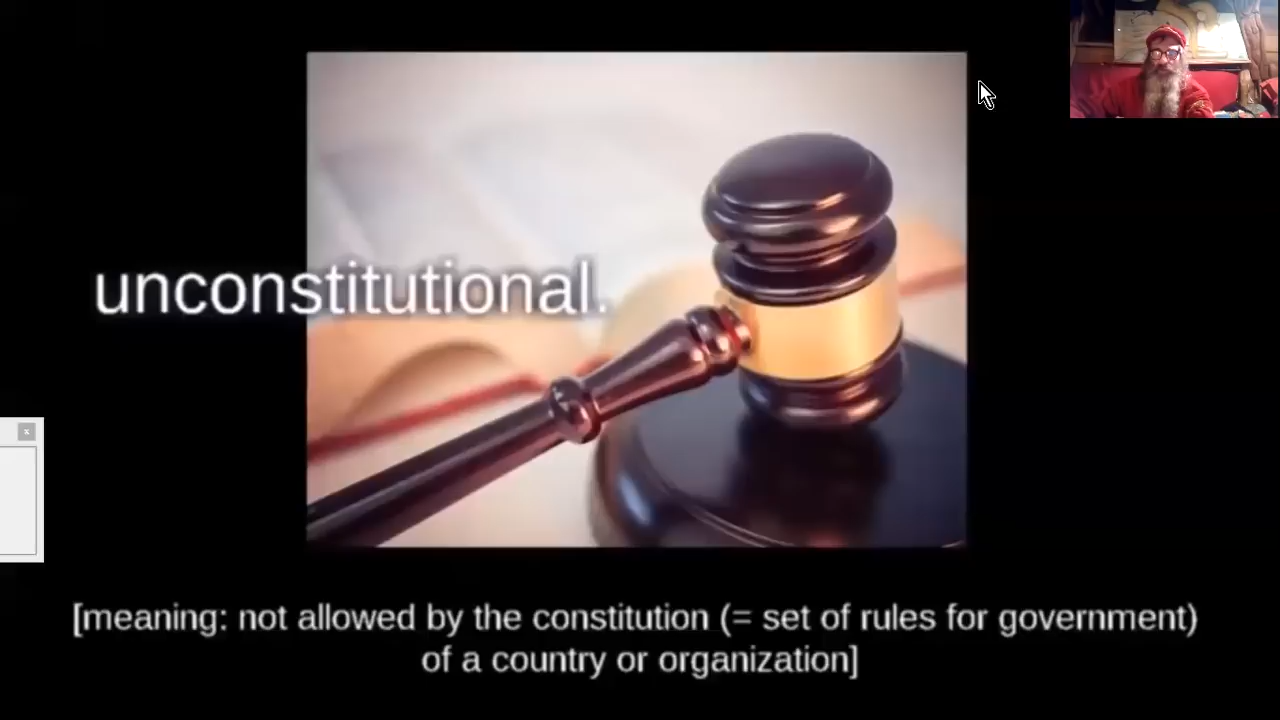 unconstitutional.
[meaning: not allowed by the constitution (= set of rules for government)
of a country or organization]